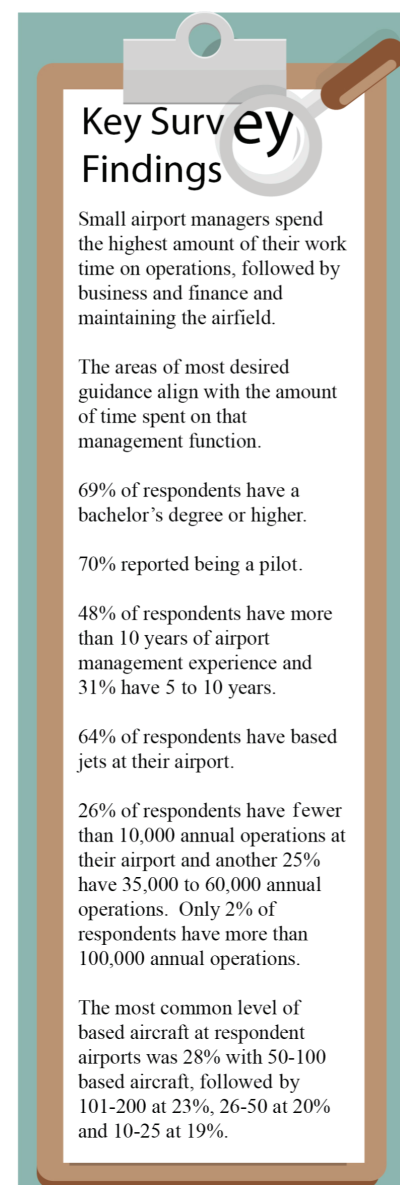 Key Survey
Findings
Small airport managers spend
the highest amount of their work
time on operations, followed by
business and finance and
maintaining the airfield.
The areas of most desired
guidance align with the amount
of time spent on that
management function.
69% of respondents have a
bachelor’s degree or higher.
70% reported being a pilot.
48% of respondents have more
than 10 years of airport
management experience and
31% have 5 to 10 years.
64% of respondents have based
jets at their airport.
26% of respondents have fewer
than 10,000 annual operations at
their airport and another 25%
have 35,000 to 60,000 annual
operations.  Only 2% of
respondents have more than
100,000 annual operations.
The most common level of
based aircraft at respondent
airports was 28% with 50-100
based aircraft, followed by
101-200 at 23%, 26-50 at 20%
and 10-25 at 19%.